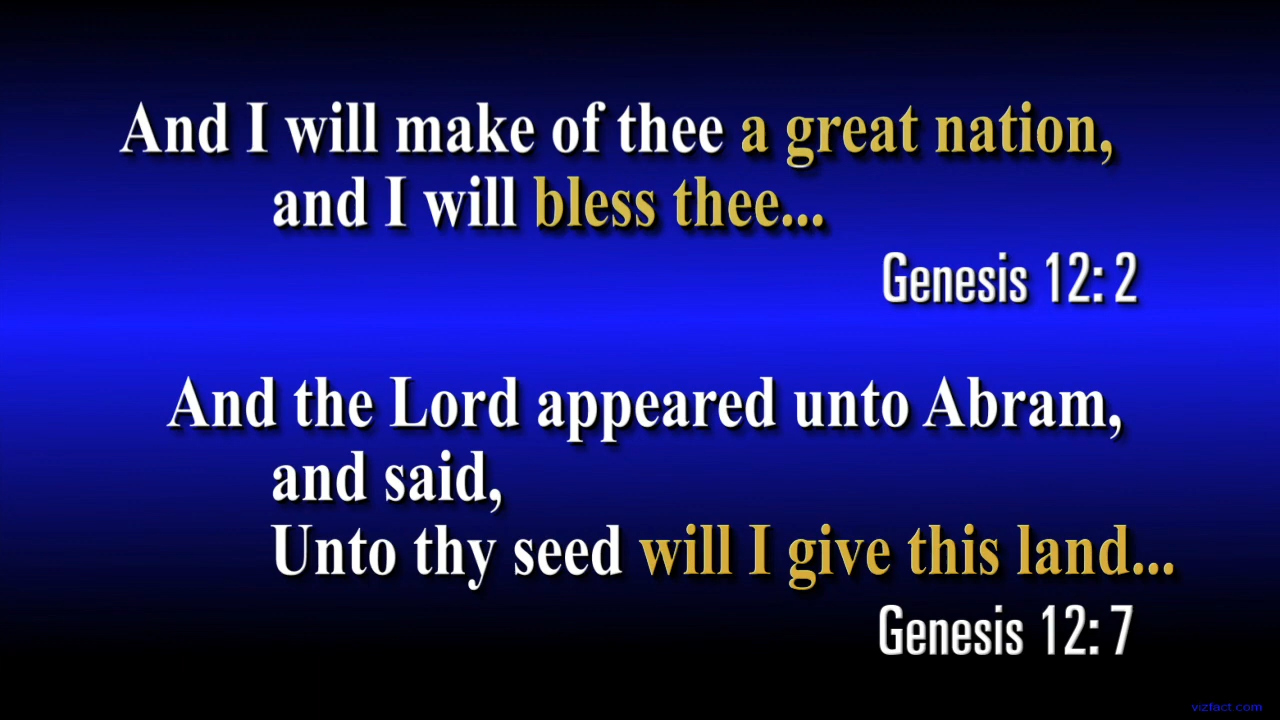 And I will make of thee a great nation,
and I will bless thee...
Genesis 12: 2
And the Lord appeared unto Abram,
and said,
Unto thy seed will I give this land...
Genesis 12: 7
vizfact.com